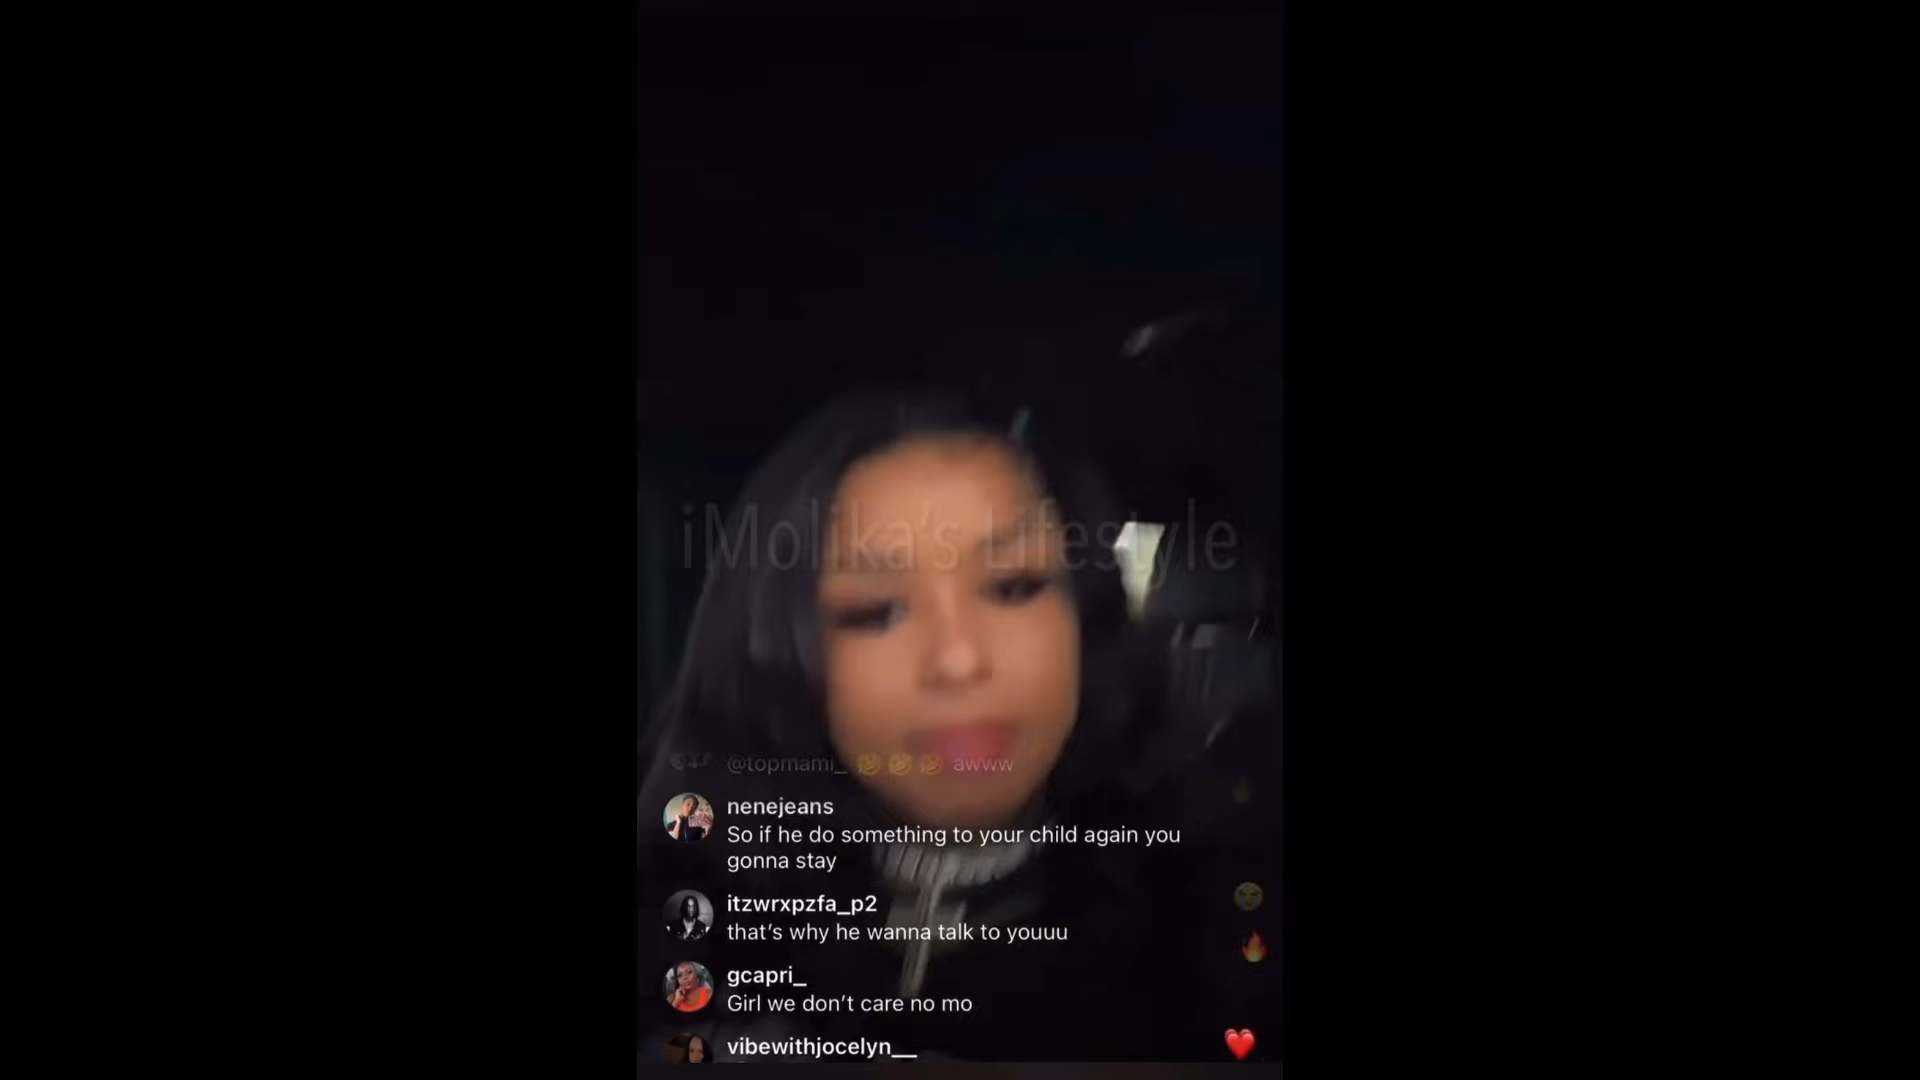 iMolika's Lifestyle
@topmami_ 🤣🤣🤣 awww
nenejeans
So if he do something to your child again you
gonna stay
itzwrxpzfa_p2
that's why he wanna talk to youuu
gcapri_
Girl we don't care no mo
vibewithjocelyn__